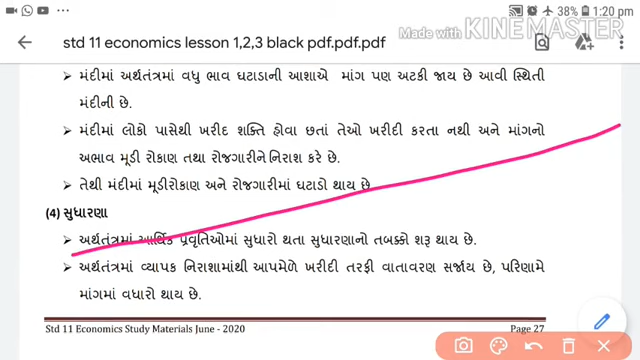 38% 1:20 pm
Made with KINEMASTER
std 11 economics lesson 1,2,3 black pdf.pdf.pdf
➤ મંદીમાં અર્થતંત્રમાં વધુ ભાવ ઘટાડાની આશાએ માંગ પણ અટકી જાય છે આવી સ્થિતી
મંદીની છે.
➤ મંદીમાં લોકો પાસેથી ખરીદ શક્તિ હોવા છતાં તેઓ ખરીદી કરતા નથી અને માંગનો
અભાવ મૂડી રોકાણ તથા રોજગારીને નિરાશ કરે છે.
➤ તેથી મંદીમાં મૂડીરોકાણ અને રોજગારીમાં ઘટાડો થાય છે.
(4) સુધારણા
➤ અર્થતંત્રમાં આર્થિક પ્રવૃતિઓમાં સુધારો થતા સુધારણાનો તબક્કો શરૂ થાય છે.
➤ અર્થતંત્રમાં વ્યાપક નિરાશામાંથી આપમેળે ખરીદી તરફી વાતાવરણ સર્જાય છે, પરિણામે
માંગમાં વધારો થાય છે.
Std 11 Economics Study Materials June - 2020 Page 27